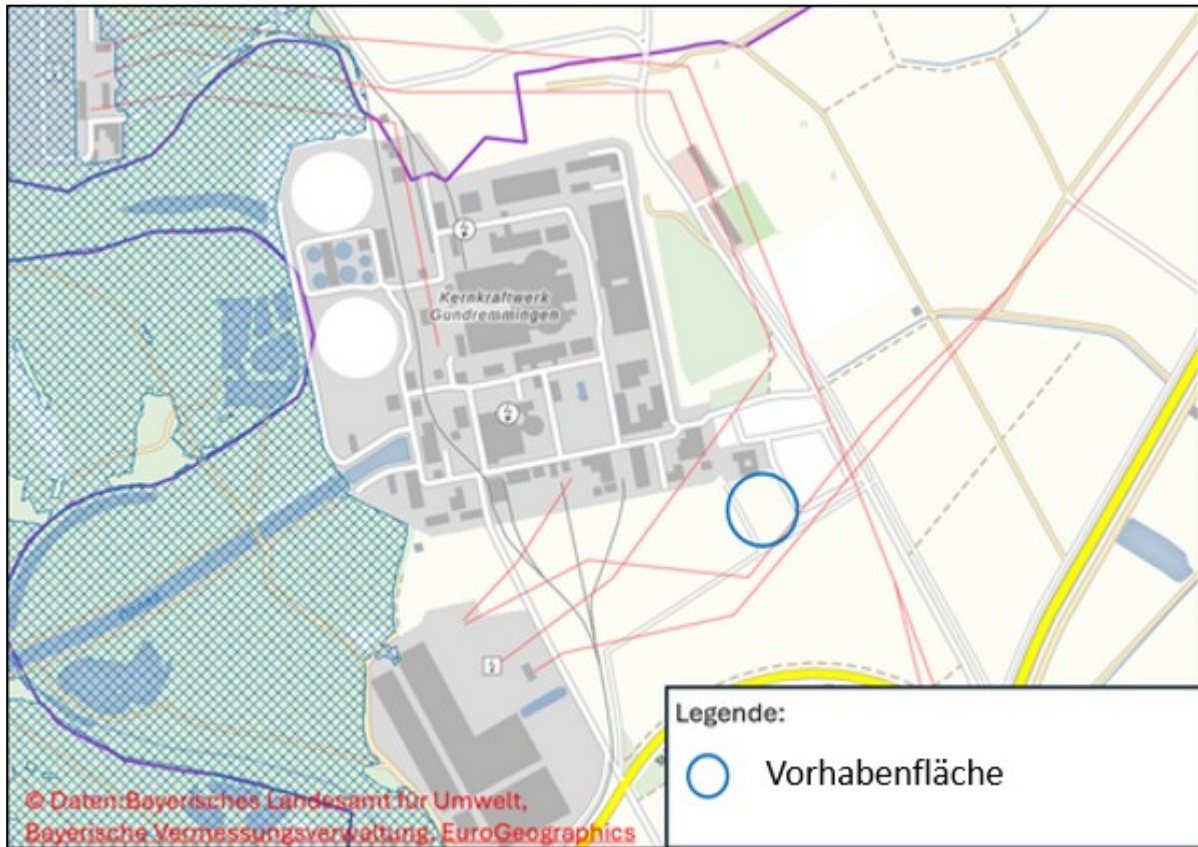 Kernkraftwerk
Gundremmingen
Legende:
Vorhabenfläche
© Daten:Bayerisches Landesamt für Umwelt,
Bayerische Vermessungsverwaltung, EuroGeographics